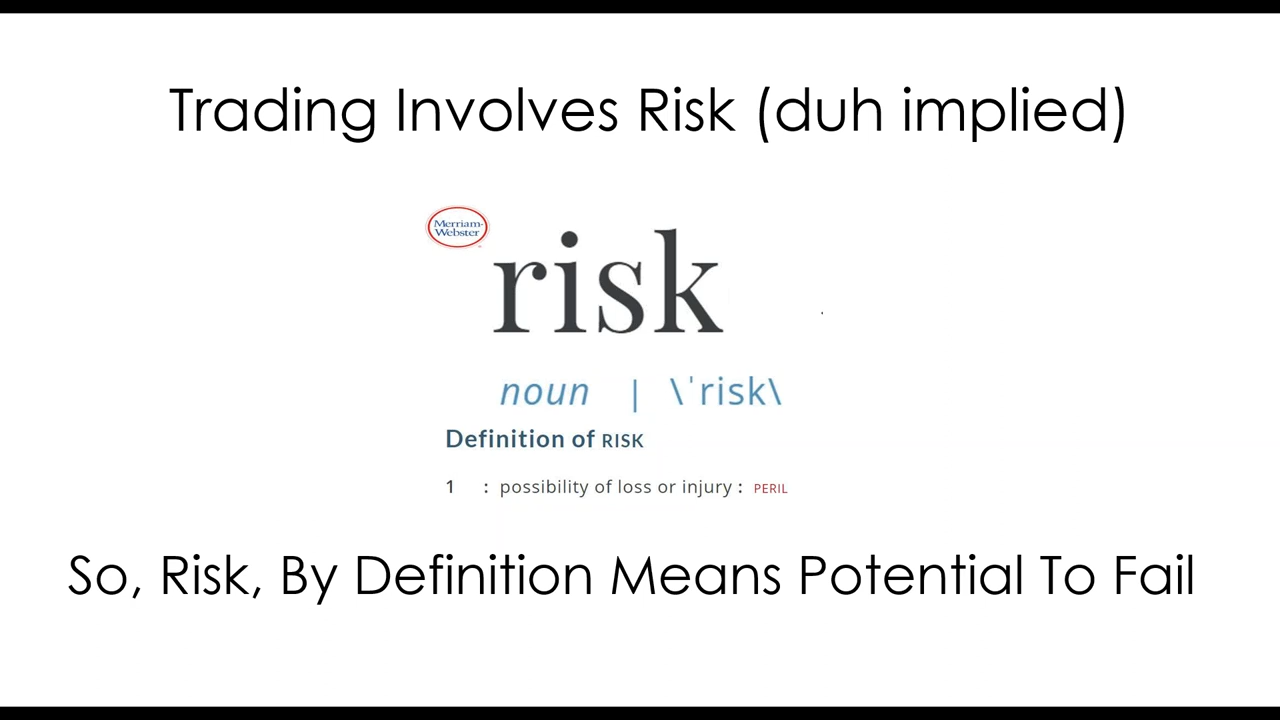 Trading Involves Risk (duh implied)
Merriam-
Webster
risk
noun | \ˈrisk\
Definition of RISK
1 : possibility of loss or injury : PERIL
So, Risk, By Definition Means Potential To Fail